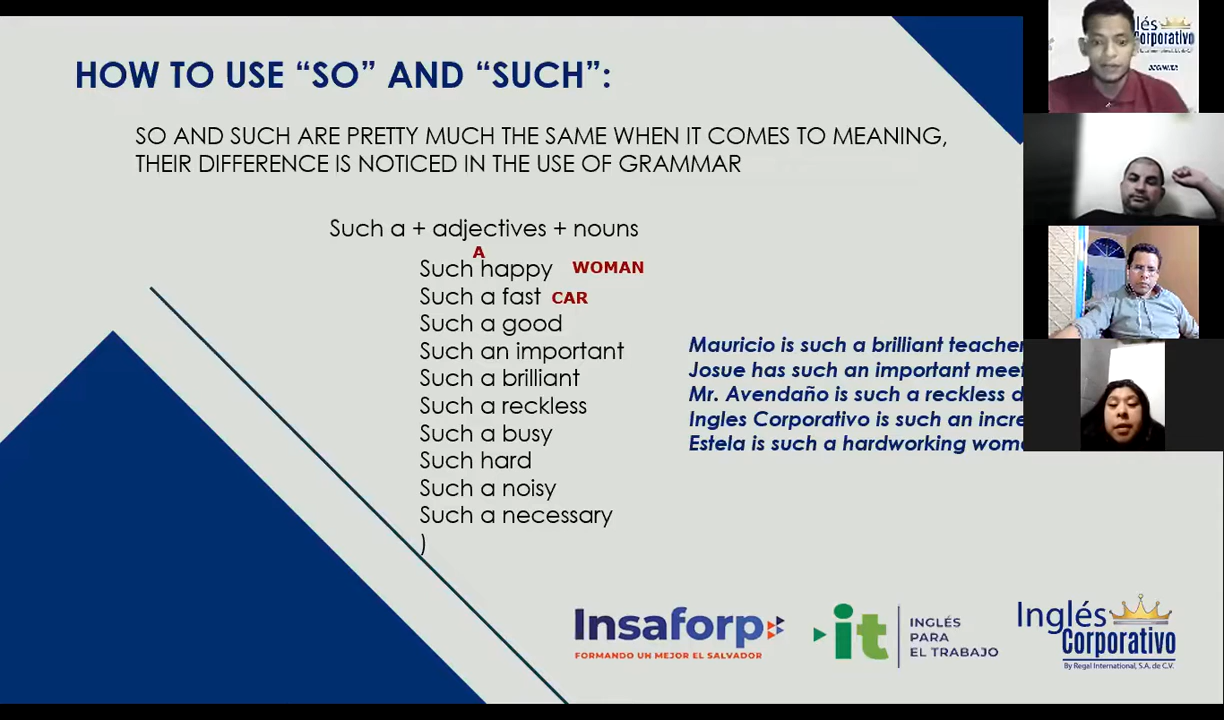 HOW TO USE “SO” AND “SUCH”:
SO AND SUCH ARE PRETTY MUCH THE SAME WHEN IT COMES TO MEANING,
THEIR DIFFERENCE IS NOTICED IN THE USE OF GRAMMAR
Such a + adjectives + nouns
A
Such happy WOMAN
Such a fast CAR
Such a good
Such an important
Such a brilliant
Such a reckless
Such a busy
Such hard
Such a noisy
Such a necessary
)
Mauricio is such a brilliant teacher
Josue has such an important meet
Mr. Avendaño is such a reckless d
Ingles Corporativo is such an incre
Estela is such a hardworking wom
Insaforp
FORMANDO UN MEJOR EL SALVADOR
it
INGLÉS
PARA
EL TRABAJO
Inglés
Corporativo
By Regal International, S.A. de C.V.
lés
Corporativo